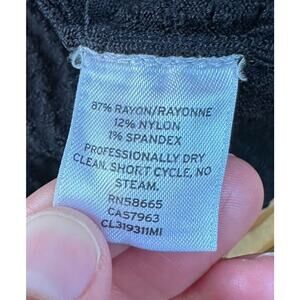 87% RAYON/RAYONNE
12% NYLON
1% SPANDEX
PROFESSIONALLY DRY
CLEAN. SHORT CYCLE, NO
STEAM.
RN58665
CA57963
CL319311MI